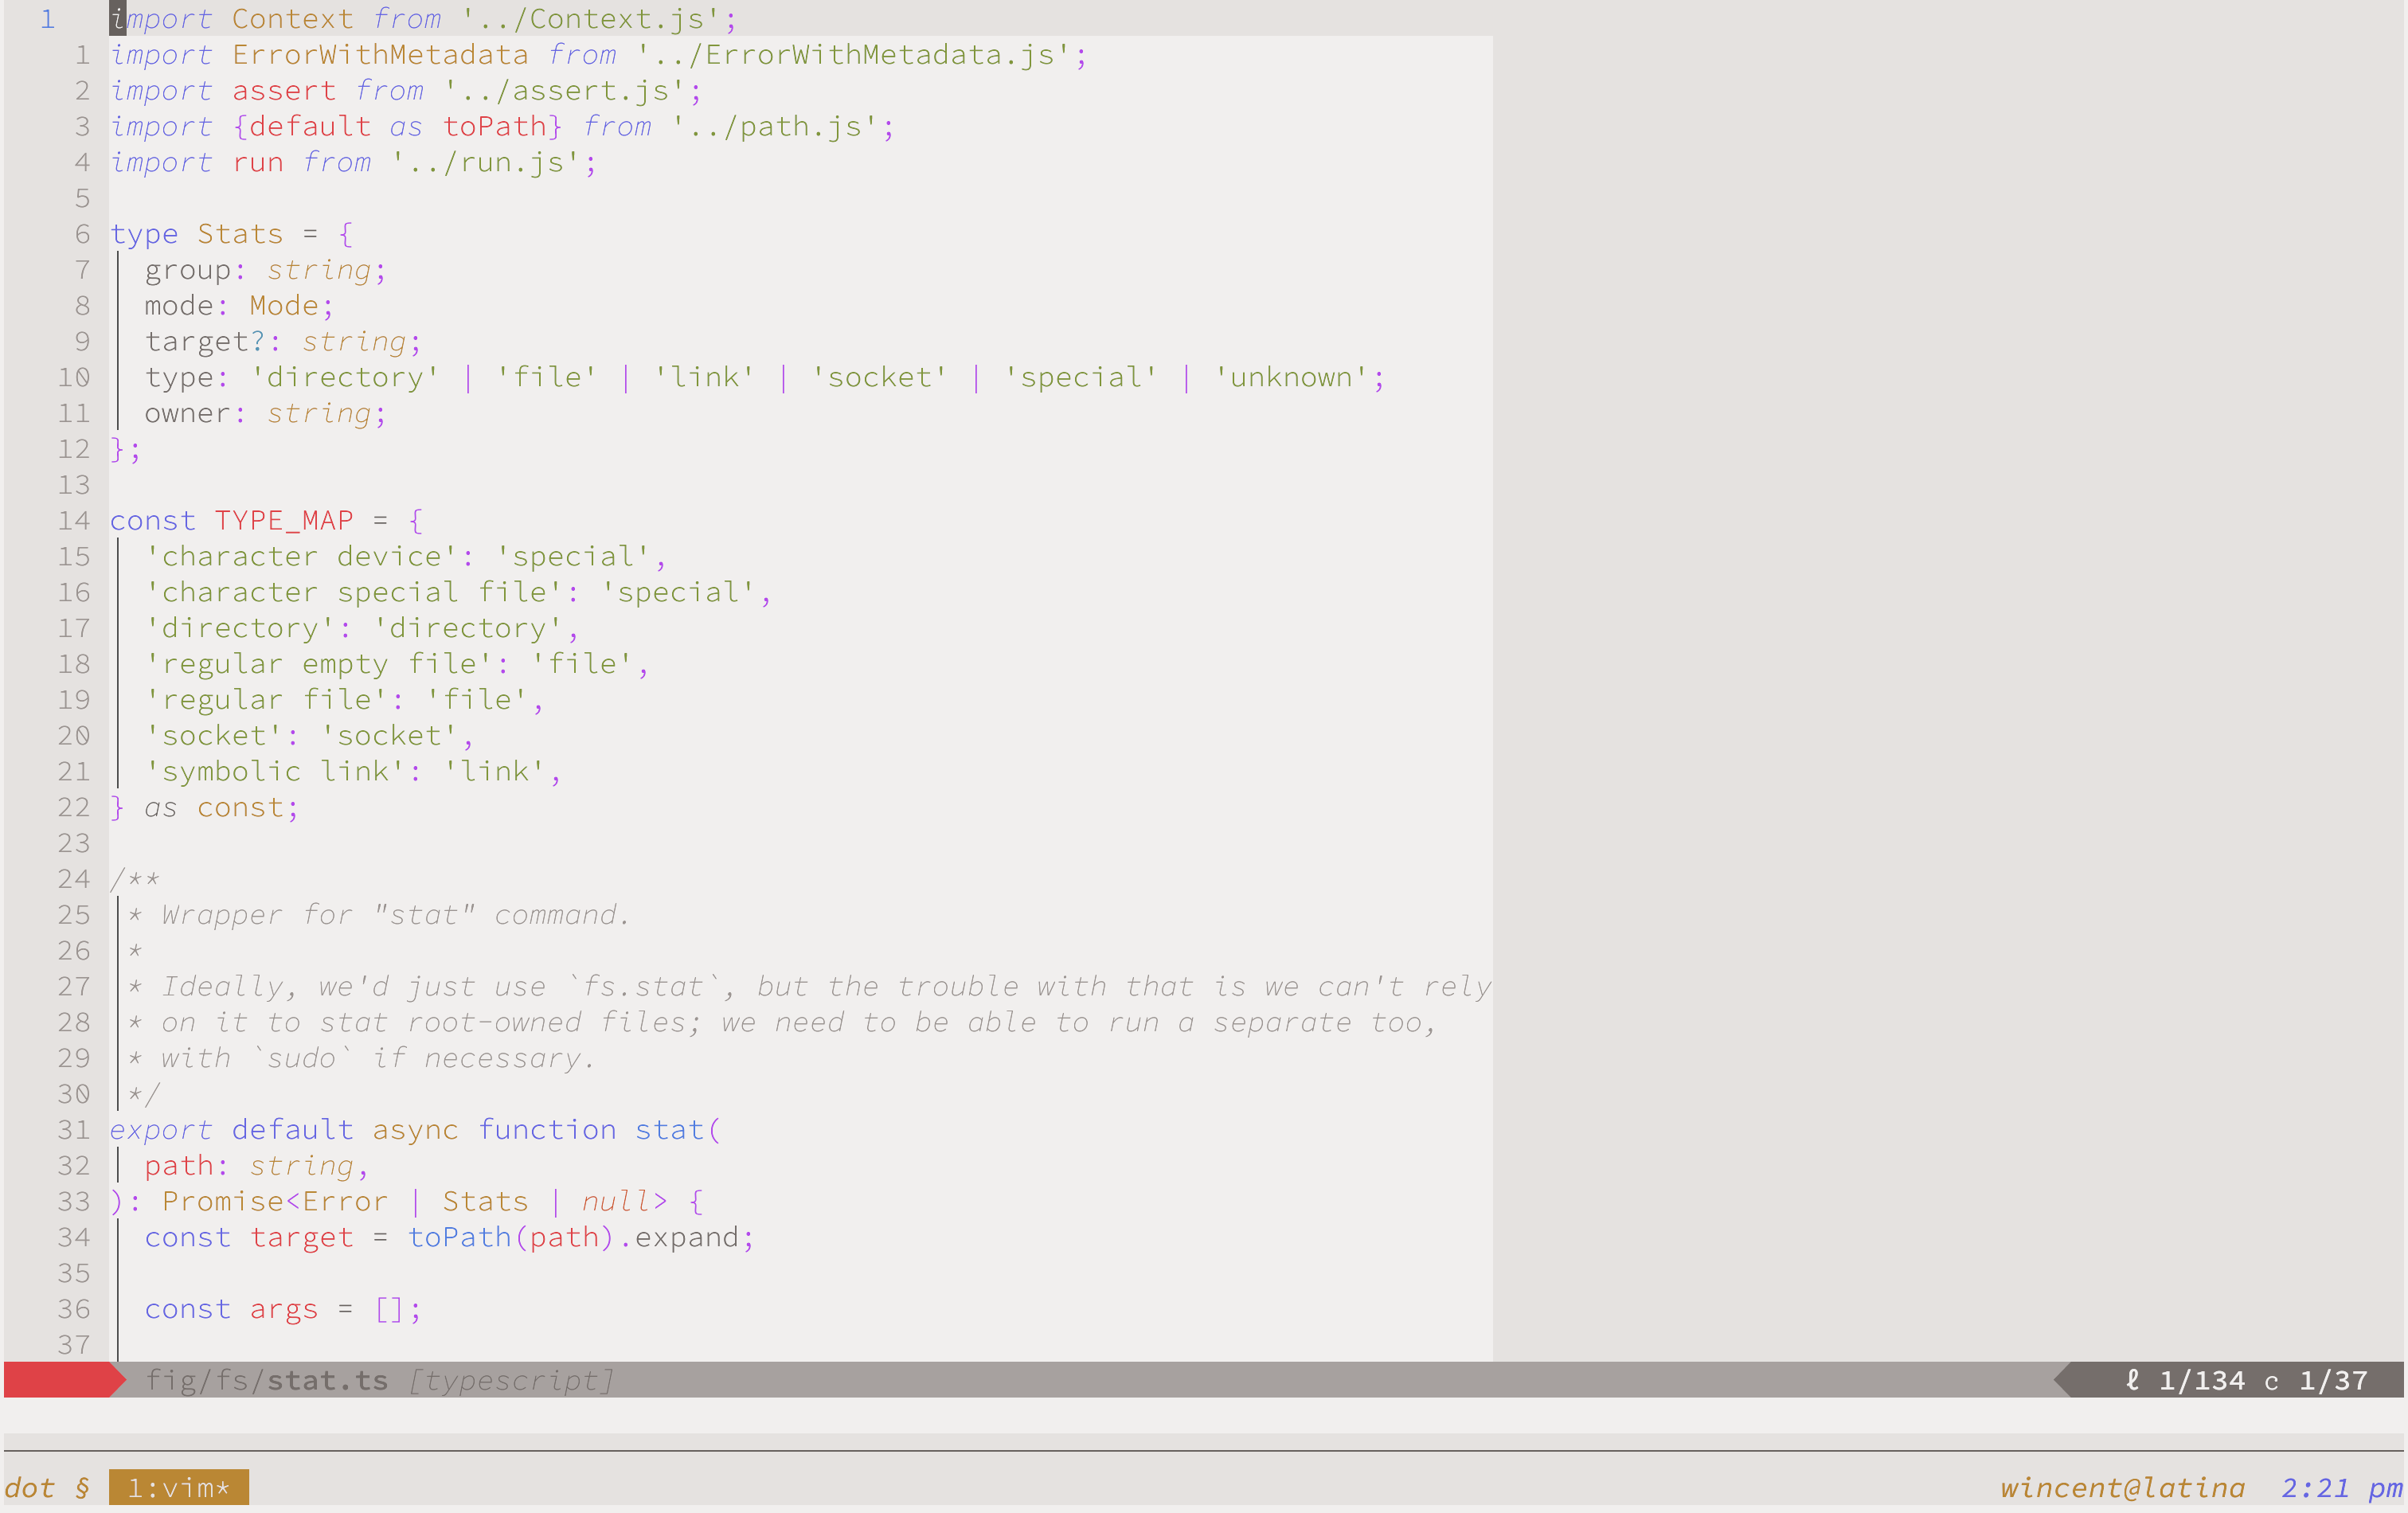 1 import Context from '../Context.js';
1 import ErrorWithMetadata from '../ErrorWithMetadata.js';
2 import assert from '../assert.js';
3 import {default as toPath} from '../path.js';
4 import run from '../run.js';
5
6 type Stats = {
7   group: string;
8   mode: Mode;
9   target?: string;
10   type: 'directory' | 'file' | 'link' | 'socket' | 'special' | 'unknown';
11   owner: string;
12 };
13
14 const TYPE_MAP = {
15   'character device': 'special',
16   'character special file': 'special',
17   'directory': 'directory',
18   'regular empty file': 'file',
19   'regular file': 'file',
20   'socket': 'socket',
21   'symbolic link': 'link',
22 } as const;
23
24 /**
25  * Wrapper for "stat" command.
26  *
27  * Ideally, we'd just use `fs.stat`, but the trouble with that is we can't rely
28  * on it to stat root-owned files; we need to be able to run a separate too,
29  * with `sudo` if necessary.
30  */
31 export default async function stat(
32   path: string,
33 ): Promise<Error | Stats | null> {
34   const target = toPath(path).expand;
35
36   const args = [];
37
fig/fs/stat.ts [typescript] ℓ 1/134 c 1/37
dot § 1:vim* wincent@latina 2:21 pm